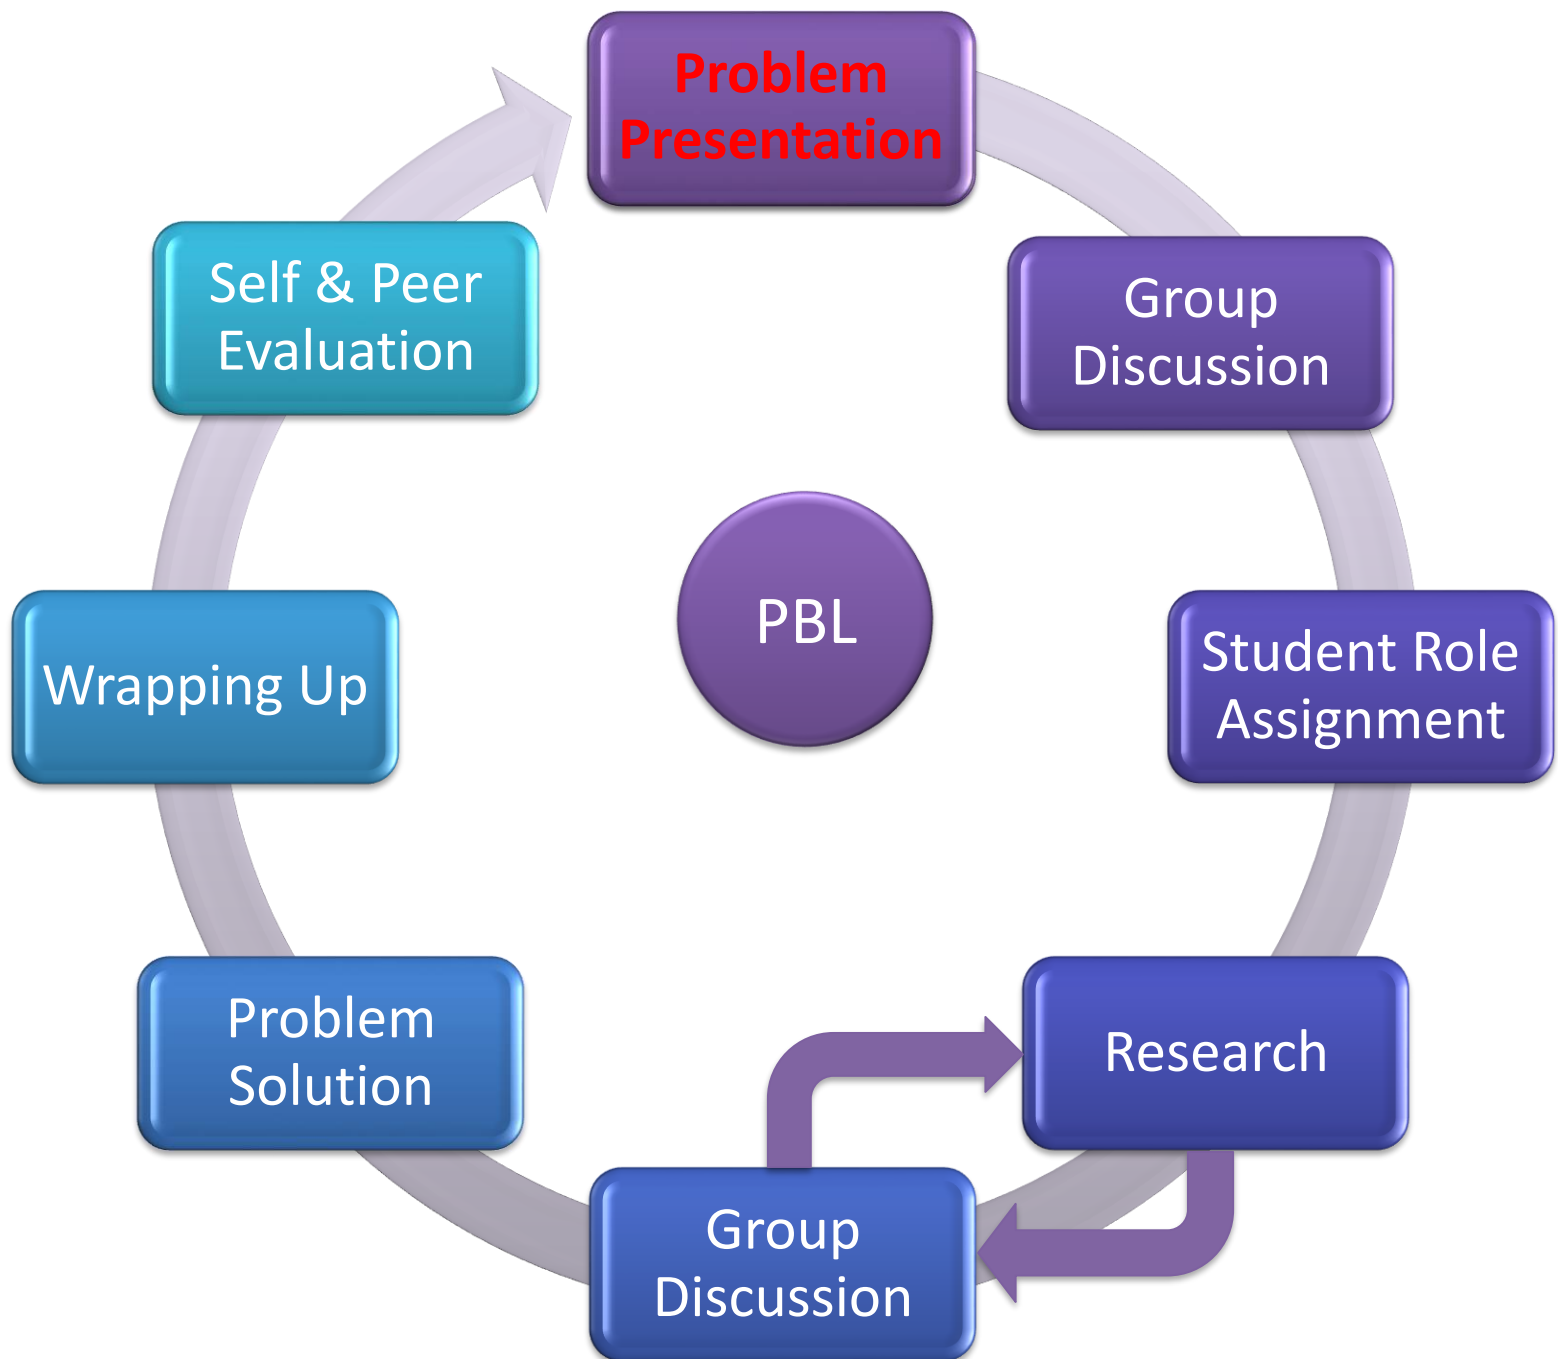 Problem
Presentation
Group
Discussion
Student Role
Assignment
Research
Group
Discussion
Problem
Solution
Wrapping Up
Self & Peer
Evaluation
PBL